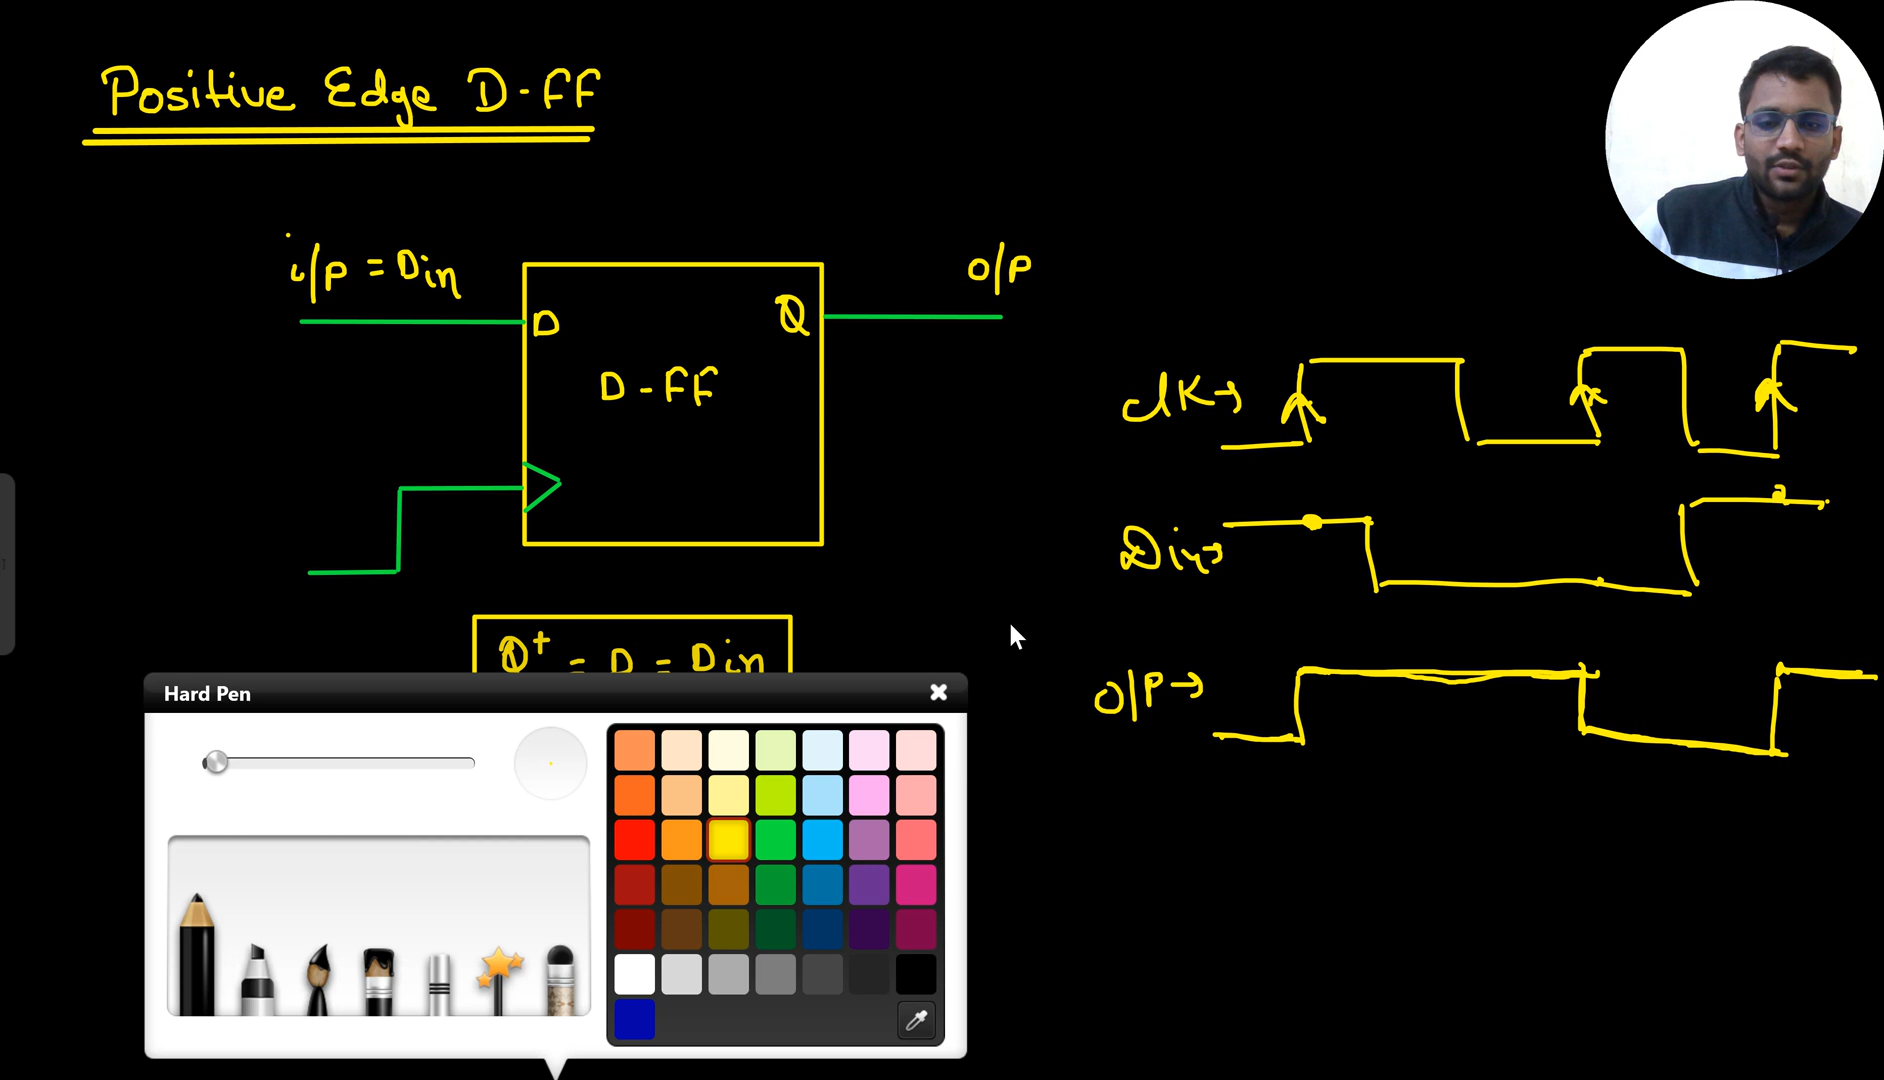 Positive Edge D-FF
i/p = Din
o/p
D
Q
D-FF
clk→
Din→
Q+ = D = Din
o/p→
Hard Pen